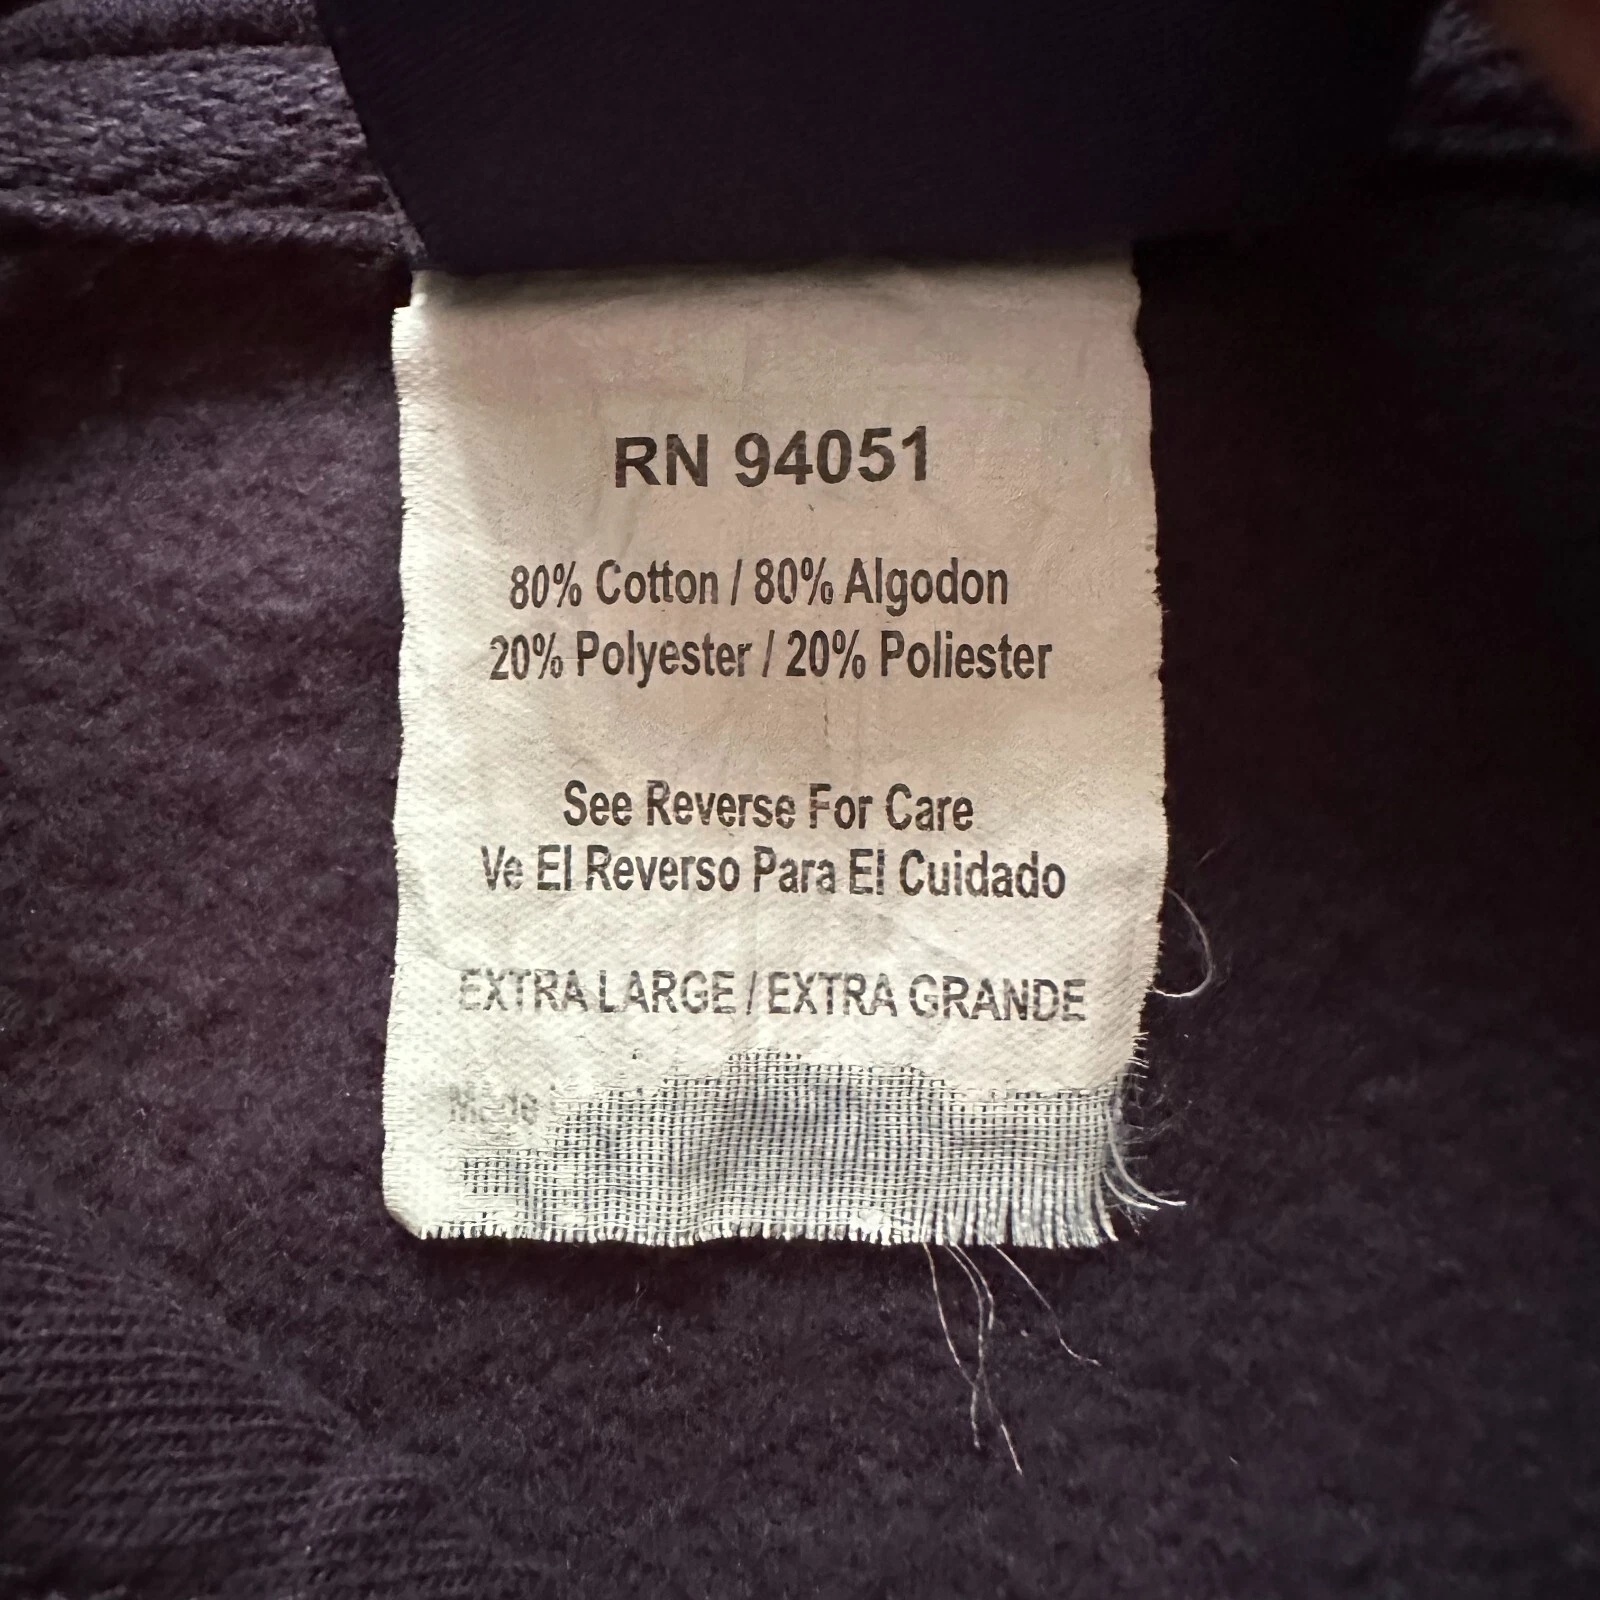 RN 94051
80% Cotton / 80% Algodon
20% Polyester / 20% Poliester
See Reverse For Care
Ve El Reverso Para El Cuidado
EXTRA LARGE / EXTRA GRANDE
Made